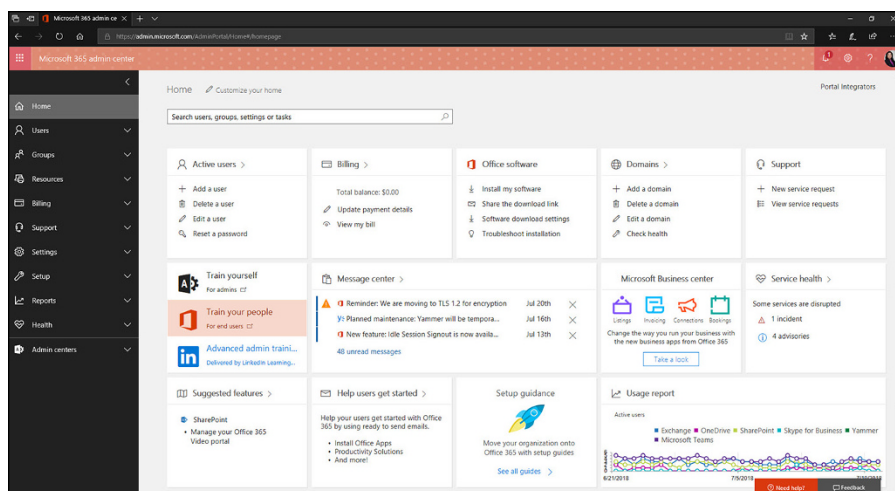 Microsoft 365 admin ce
https://admin.microsoft.com/AdminPortal/Home#/homepage
Microsoft 365 admin center
1
Home
Users
Groups
Resources
Billing
Support
Settings
Setup
Reports
Health
Admin centers
Home Customize your home
Portal Integrators
Search users, groups, settings or tasks
Active users >
Add a user
Delete a user
Edit a user
Reset a password
Billing >
Total balance: $0.00
Update payment details
View my bill
Office software
Install my software
Share the download link
Software download settings
Troubleshoot installation
Domains >
Add a domain
Delete a domain
Edit a domain
Check health
Support
New service request
View service requests
Train yourself
For admins
Train your people
For end users
in
Advanced admin traini...
Delivered by LinkedIn Learning...
Message center >
Reminder: We are moving to TLS 1.2 for encryption Jul 20th
Planned maintenance: Yammer will be tempora... Jul 16th
New feature: Idle Session Signout is now availa... Jul 13th
48 unread messages
Microsoft Business center
Listings Invoicing Connections Bookings
Change the way you run your business with
the new business apps from Office 365
Take a look
Service health >
Some services are disrupted
1 incident
4 advisories
Suggested features >
SharePoint
• Manage your Office 365
Video portal
Help users get started >
Help your users get started with Office
365 by using ready to send emails.
• Install Office Apps
• Productivity Solutions
• And more!
Setup guidance
Move your organization onto
Office 365 with setup guides
See all guides >
Usage report
Active users
Exchange OneDrive SharePoint Skype for Business Yammer
Microsoft Teams
6/21/2018 7/5/2018
Need help? Feedback